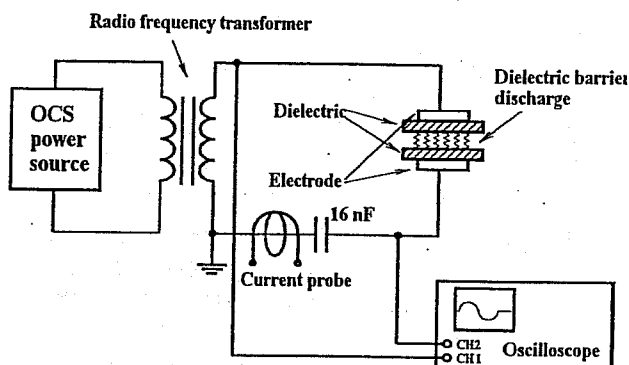 Radio frequency transformer
OCS
power
source
Dielectric
Dielectric barrier
discharge
Electrode
16 nF
Current probe
CH2
CH1
Oscilloscope